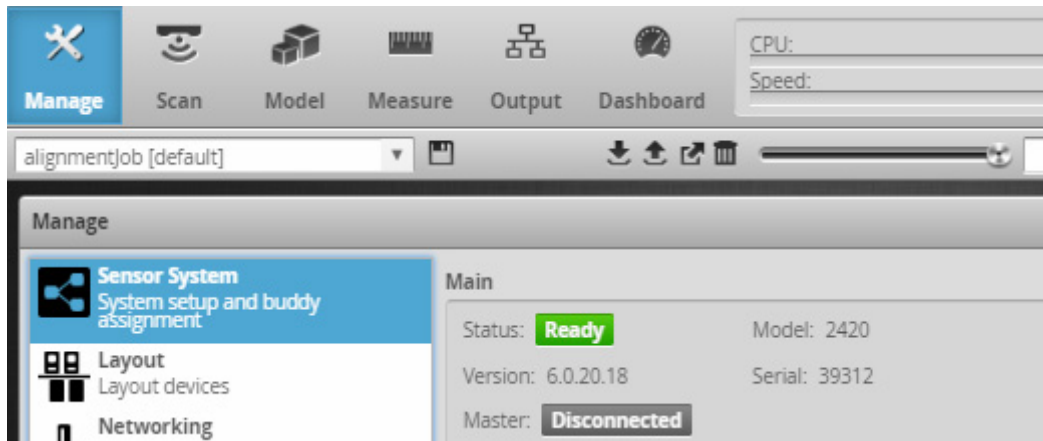 CPU:
Speed:
Manage Scan Model Measure Output Dashboard
alignmentJob [default]
Manage
Sensor System
System setup and buddy
assignment
Main
Status: Ready Model: 2420
Layout
Layout devices
Version: 6.0.20.18 Serial: 39312
Networking
Master: Disconnected